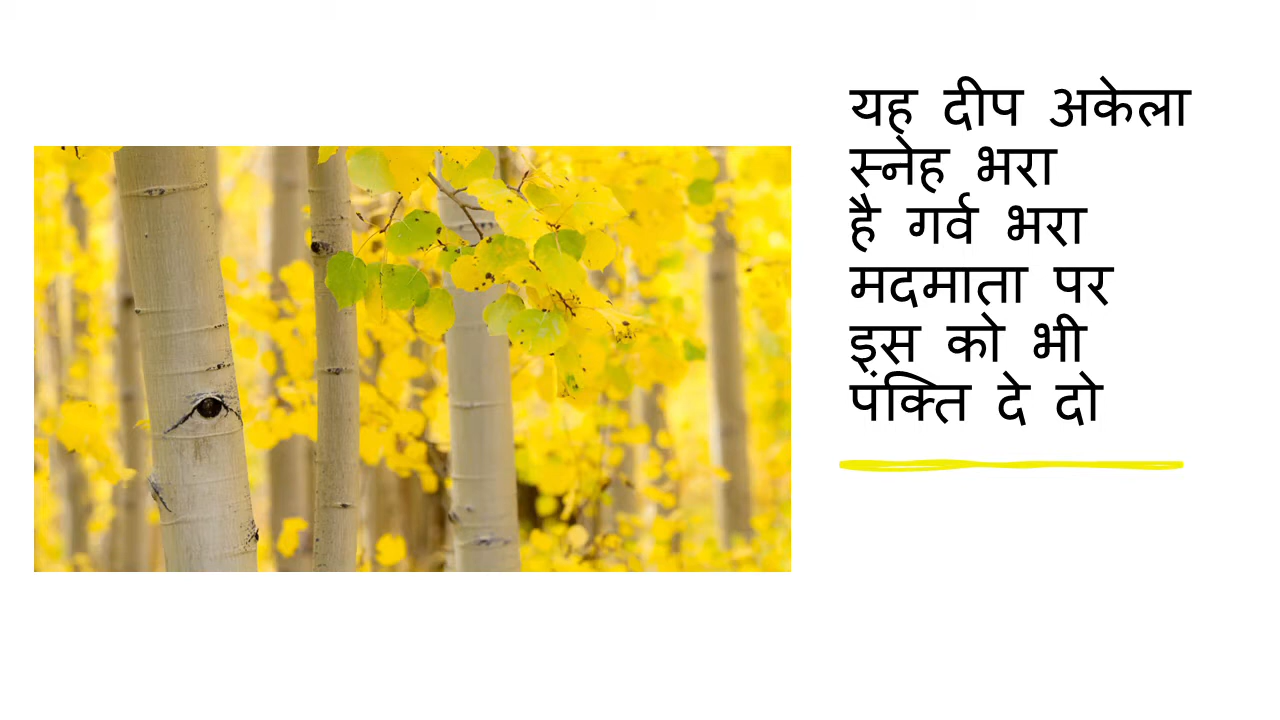 यह दीप अकेला
स्नेह भरा
है गर्व भरा
मदमाता पर
इस को भी
पंक्ति दे दो